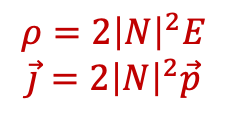 ρ = 2|N|²E
j⃗ = 2|N|²p⃗